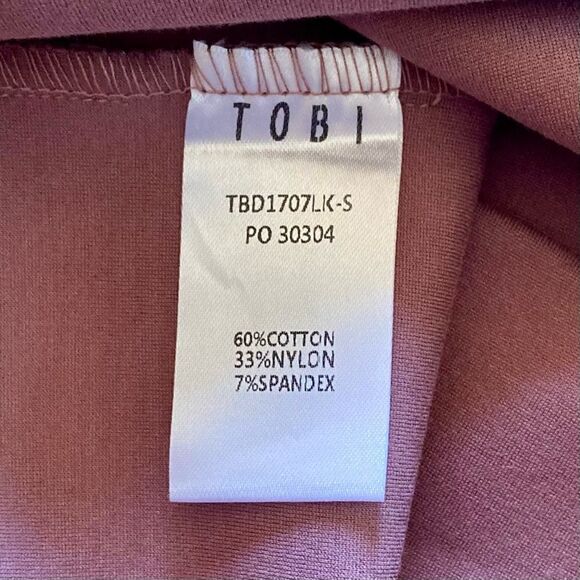 TOBI
TBD1707LK-S
PO 30304
60%COTTON
33%NYLON
7%SPANDEX